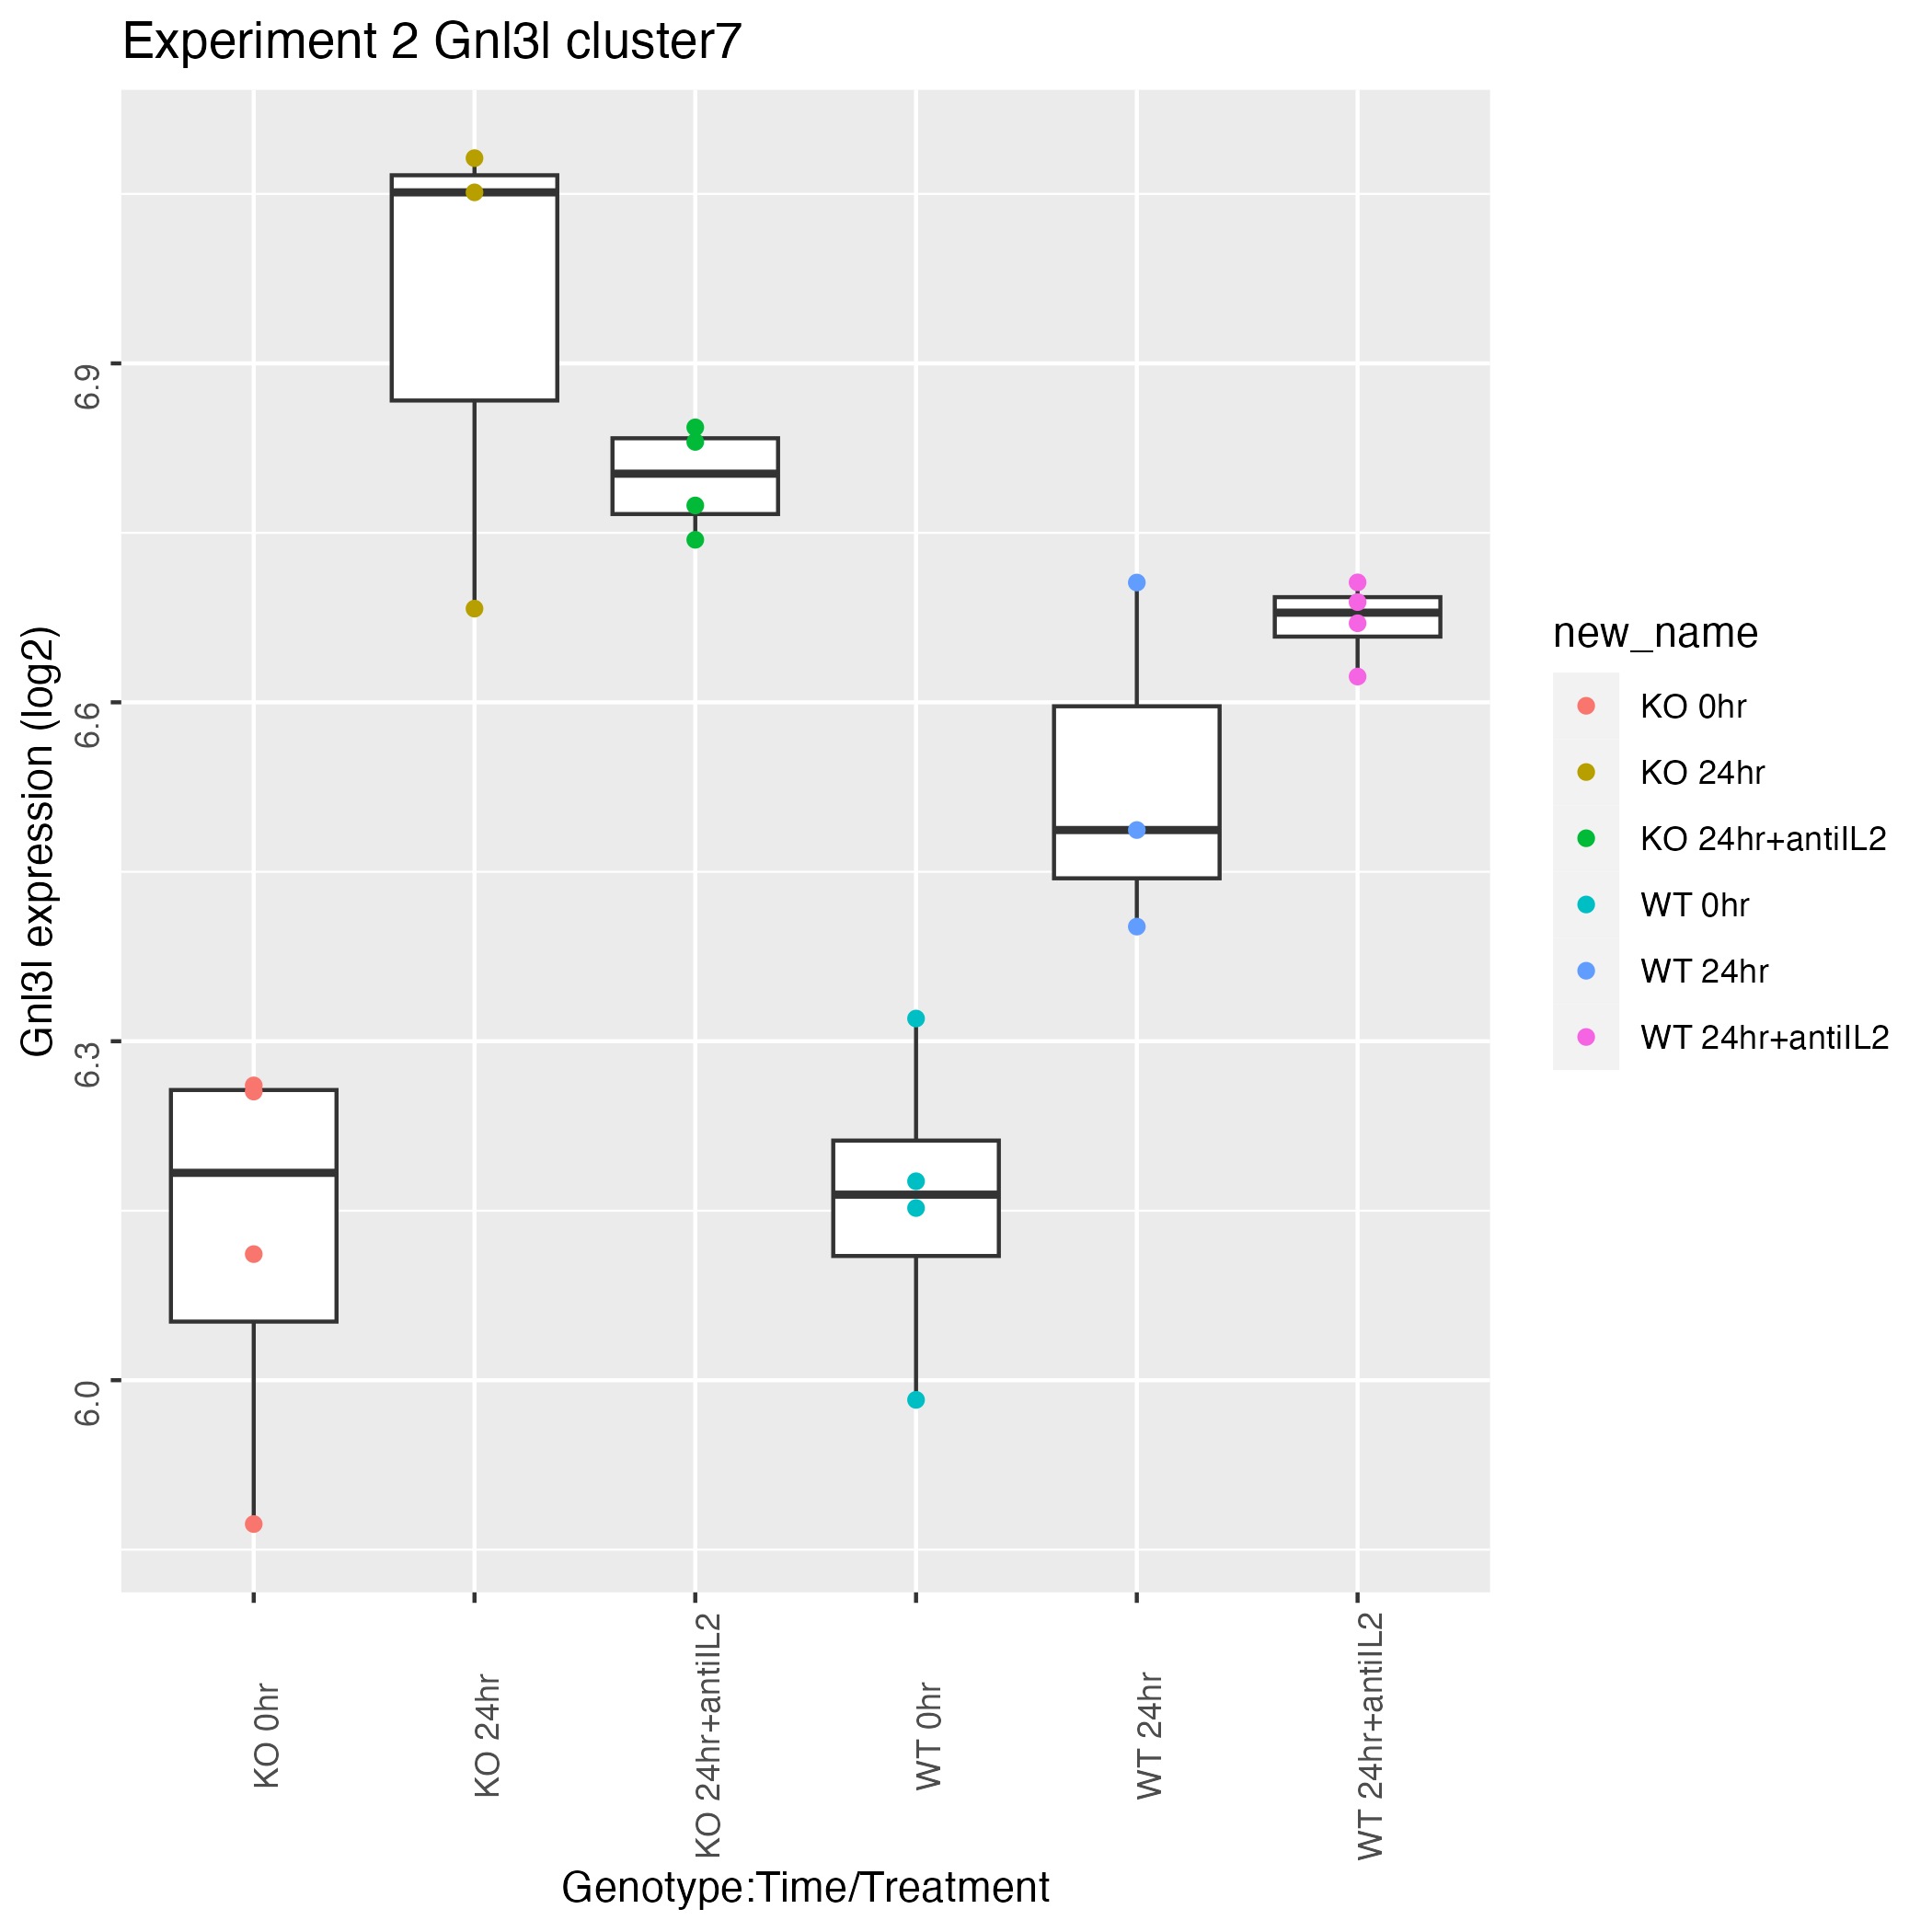 Experiment 2 Gnl3l cluster7
Gnl3l expression (log2)
6.9
6.6
6.3
6.0
KO 0hr
KO 24hr
KO 24hr+antiIL2
WT 0hr
WT 24hr
WT 24hr+antiIL2
Genotype:Time/Treatment
new_name
KO 0hr
KO 24hr
KO 24hr+antiIL2
WT 0hr
WT 24hr
WT 24hr+antiIL2